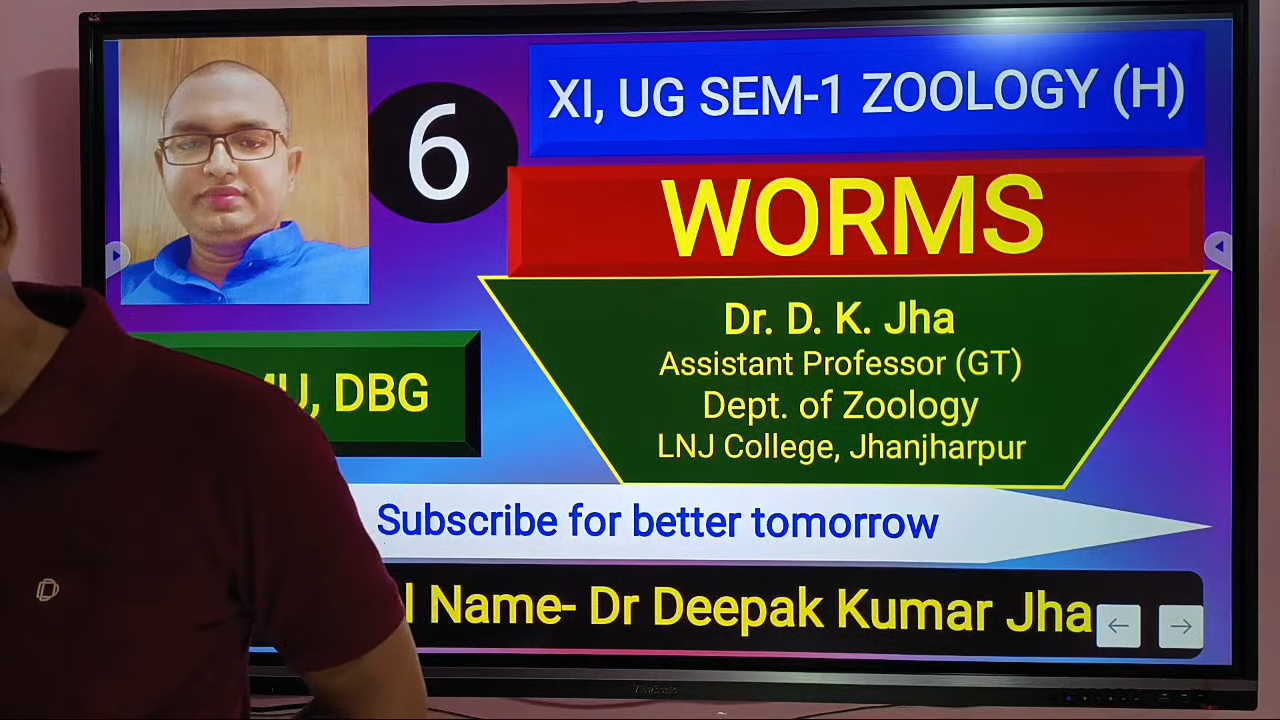 6
XI, UG SEM-1 ZOOLOGY (H)
WORMS
Dr. D. K. Jha
Assistant Professor (GT)
Dept. of Zoology
LNJ College, Jhanjharpur
U, DBG
Subscribe for better tomorrow
l Name- Dr Deepak Kumar Jha
ViewSonic